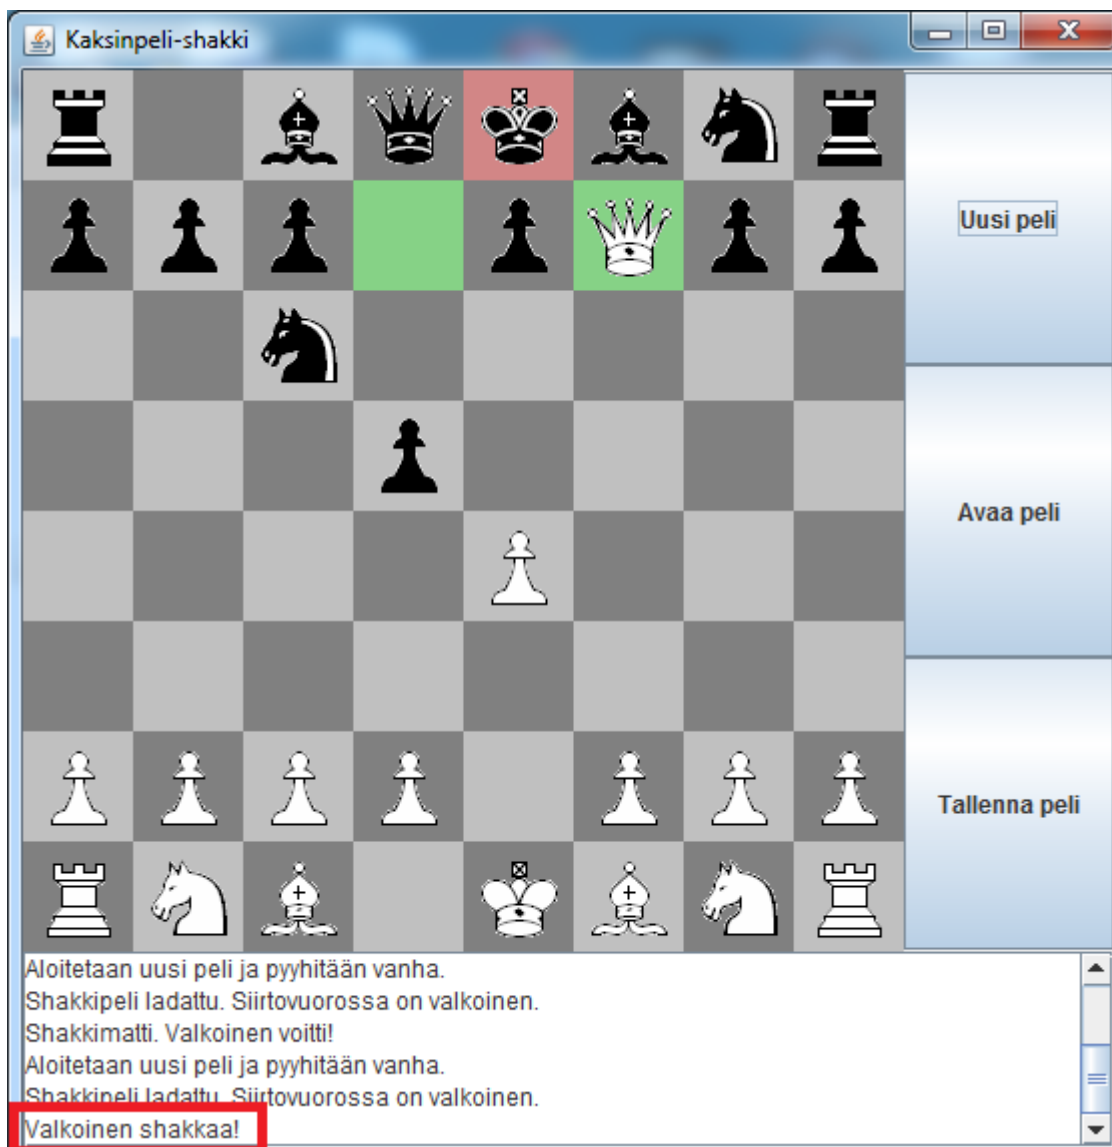 Kaksinpeli-shakki
Uusi peli
Avaa peli
Tallenna peli
Aloitetaan uusi peli ja pyyhitään vanha.
Shakkipeli ladattu. Siirtovuorossa on valkoinen.
Shakkimatti. Valkoinen voitti!
Aloitetaan uusi peli ja pyyhitään vanha.
Shakkipeli ladattu. Siirtovuorossa on valkoinen.
Valkoinen shakkaa!